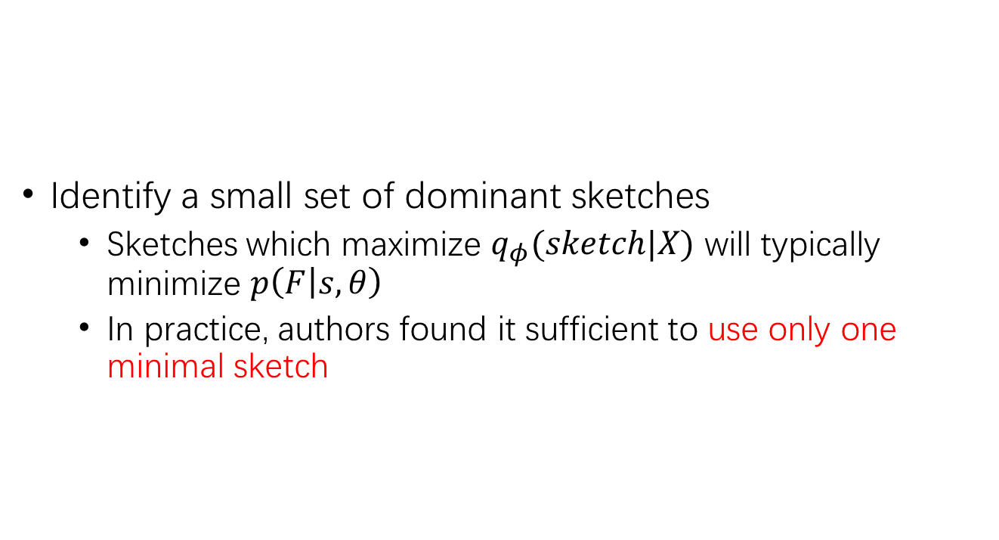 • Identify a small set of dominant sketches
• Sketches which maximize $q_\phi(sketch|X)$ will typically
minimize $p(F|s, \theta)$
• In practice, authors found it sufficient to use only one
minimal sketch